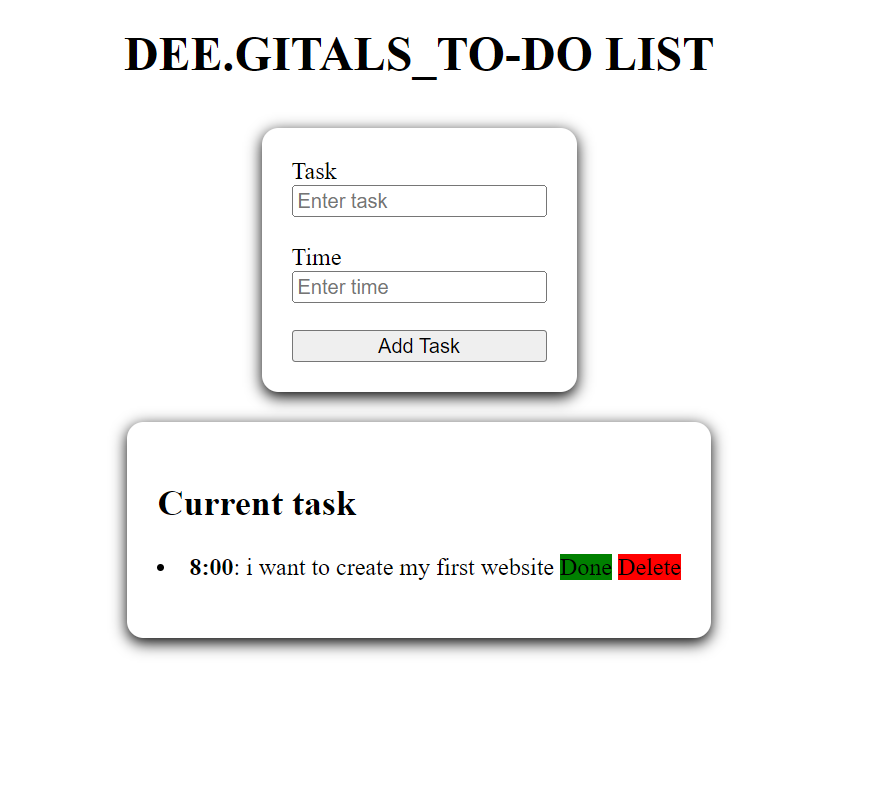 DEE.GITALS_TO-DO LIST
Task
Enter task
Time
Enter time
Add Task
Current task
8:00: i want to create my first website Done Delete